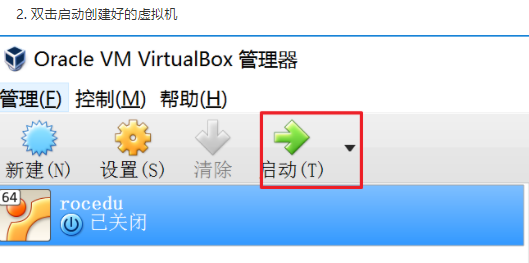 2. 双击启动创建好的虚拟机
Oracle VM VirtualBox 管理器
管理(F) 控制(M) 帮助(H)
新建(N) 设置(S) 清除 启动(T)
64
rocedu
已关闭